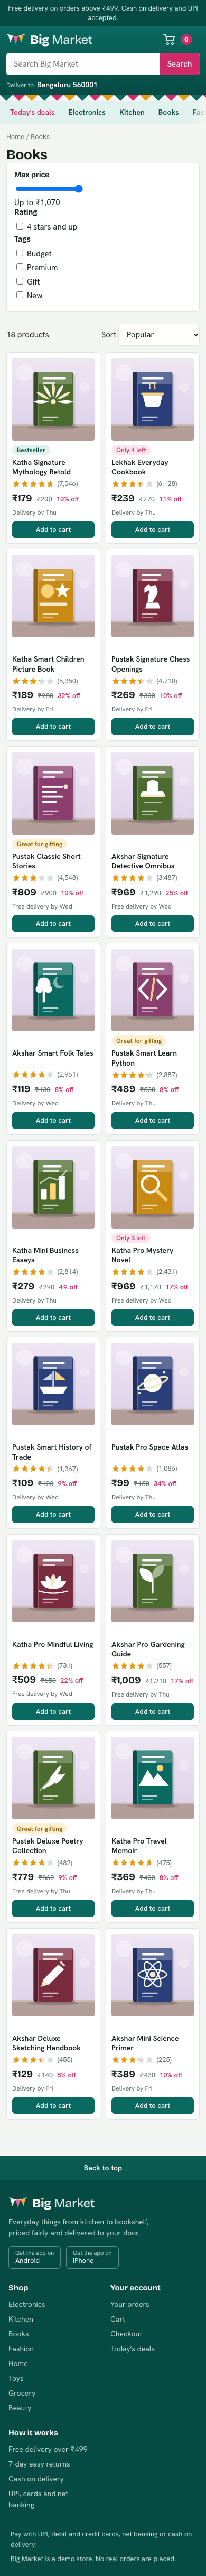 Free delivery on orders above ₹499. Cash on delivery and UPI
accepted.
Big Market
0
Search Big Market
Search
Deliver to Bengaluru 560001
Today's deals Electronics Kitchen Books Fas
Home / Books
Books
Max price
Up to ₹1,070
Rating
4 stars and up
Tags
Budget
Premium
Gift
New
18 products
Sort Popular
Bestseller
Katha Signature
Mythology Retold
(7,046)
₹179 ₹200 10% off
Delivery by Thu
Add to cart
Only 4 left
Lekhak Everyday
Cookbook
(6,128)
₹239 ₹270 11% off
Delivery by Thu
Add to cart
Katha Smart Children
Picture Book
(5,350)
₹189 ₹280 32% off
Delivery by Fri
Add to cart
Pustak Signature Chess
Openings
(4,710)
₹269 ₹300 10% off
Delivery by Fri
Add to cart
Great for gifting
Pustak Classic Short
Stories
(4,548)
₹809 ₹900 10% off
Free delivery by Wed
Add to cart
Akshar Signature
Detective Omnibus
(3,487)
₹969 ₹1,290 25% off
Free delivery by Wed
Add to cart
Akshar Smart Folk Tales
(2,961)
₹119 ₹130 8% off
Delivery by Wed
Add to cart
Great for gifting
Pustak Smart Learn
Python
(2,887)
₹489 ₹530 8% off
Delivery by Thu
Add to cart
Katha Mini Business
Essays
(2,814)
₹279 ₹290 4% off
Delivery by Thu
Add to cart
Only 3 left
Katha Pro Mystery
Novel
(2,431)
₹969 ₹1,170 17% off
Free delivery by Wed
Add to cart
Pustak Smart History of
Trade
(1,367)
₹109 ₹120 9% off
Delivery by Wed
Add to cart
Pustak Pro Space Atlas
(1,086)
₹99 ₹150 34% off
Delivery by Thu
Add to cart
Katha Pro Mindful Living
(731)
₹509 ₹650 22% off
Free delivery by Wed
Add to cart
Akshar Pro Gardening
Guide
(557)
₹1,009 ₹1,210 17% off
Free delivery by Thu
Add to cart
Great for gifting
Pustak Deluxe Poetry
Collection
(482)
₹779 ₹860 9% off
Free delivery by Thu
Add to cart
Katha Pro Travel
Memoir
(475)
₹369 ₹400 8% off
Delivery by Thu
Add to cart
Akshar Deluxe
Sketching Handbook
(455)
₹129 ₹140 8% off
Delivery by Fri
Add to cart
Akshar Mini Science
Primer
(225)
₹389 ₹430 10% off
Delivery by Fri
Add to cart
Back to top
Big Market
Everyday things from kitchen to bookshelf,
priced fairly and delivered to your door.
Get the app on
Android
Get the app on
iPhone
Shop
Electronics
Kitchen
Books
Fashion
Home
Toys
Grocery
Beauty
Your account
Your orders
Cart
Checkout
Today's deals
How it works
Free delivery over ₹499
7-day easy returns
Cash on delivery
UPI, cards and net
banking
Pay with UPI, debit and credit cards, net banking or cash on
delivery.
Big Market is a demo store. No real orders are placed.